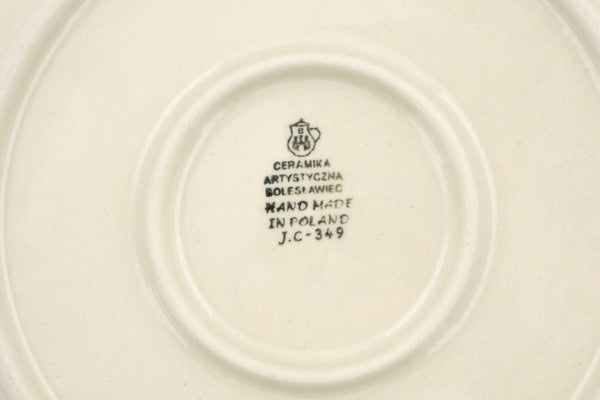 B
CERAMIKA
ARTYSTYCZNA
BOLESŁAWIEC
HAND MADE
IN POLAND
J.C-349